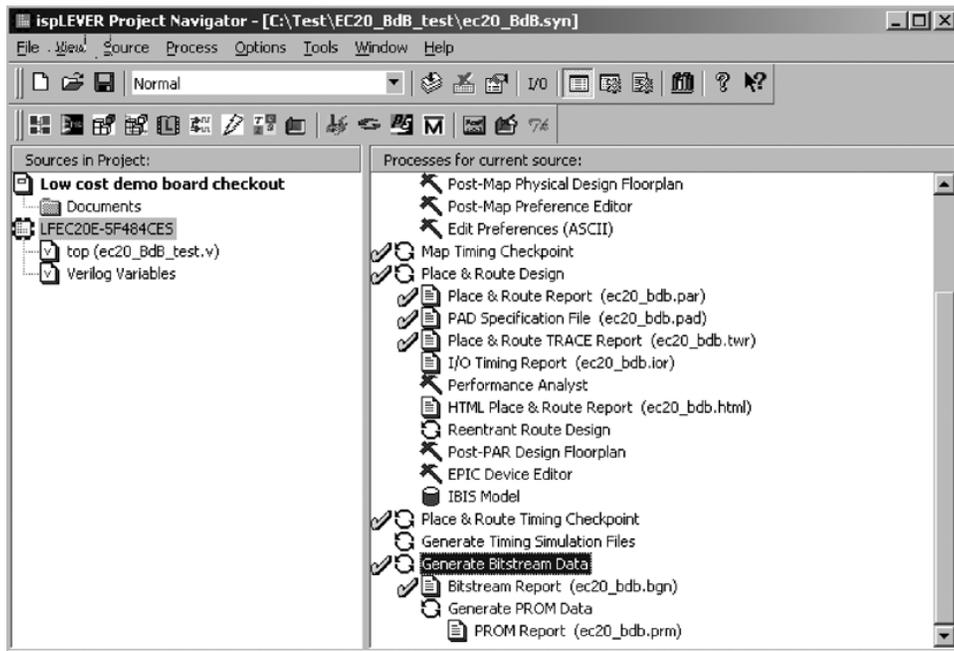 ispLEVER Project Navigator - [C:\Test\EC20_BdB_test\ec20_BdB.syn]
File View Source Process Options Tools Window Help
Normal
I/O
Sources in Project:
Low cost demo board checkout
Documents
LFEC20E-5F484CES
top (ec20_BdB_test.v)
Verilog Variables
Processes for current source:
Post-Map Physical Design Floorplan
Post-Map Preference Editor
Edit Preferences (ASCII)
Map Timing Checkpoint
Place & Route Design
Place & Route Report (ec20_bdb.par)
PAD Specification File (ec20_bdb.pad)
Place & Route TRACE Report (ec20_bdb.twr)
I/O Timing Report (ec20_bdb.ior)
Performance Analyst
HTML Place & Route Report (ec20_bdb.html)
Reentrant Route Design
Post-PAR Design Floorplan
EPIC Device Editor
IBIS Model
Place & Route Timing Checkpoint
Generate Timing Simulation Files
Generate Bitstream Data
Bitstream Report (ec20_bdb.bgn)
Generate PROM Data
PROM Report (ec20_bdb.prm)